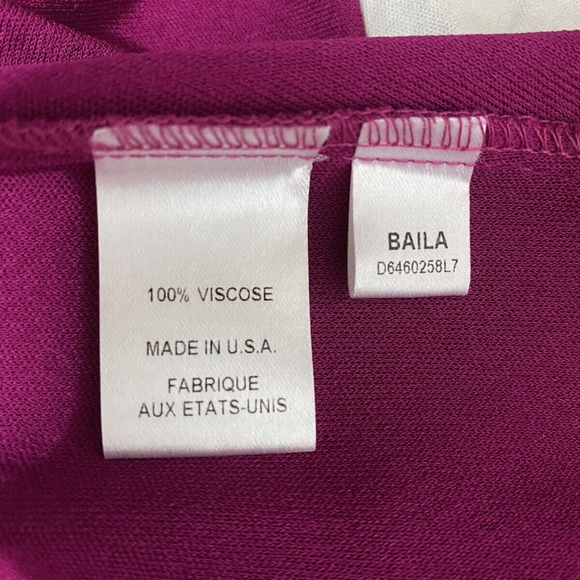 100% VISCOSE
MADE IN U.S.A.
FABRIQUE
AUX ETATS-UNIS
BAILA
D6460258L7